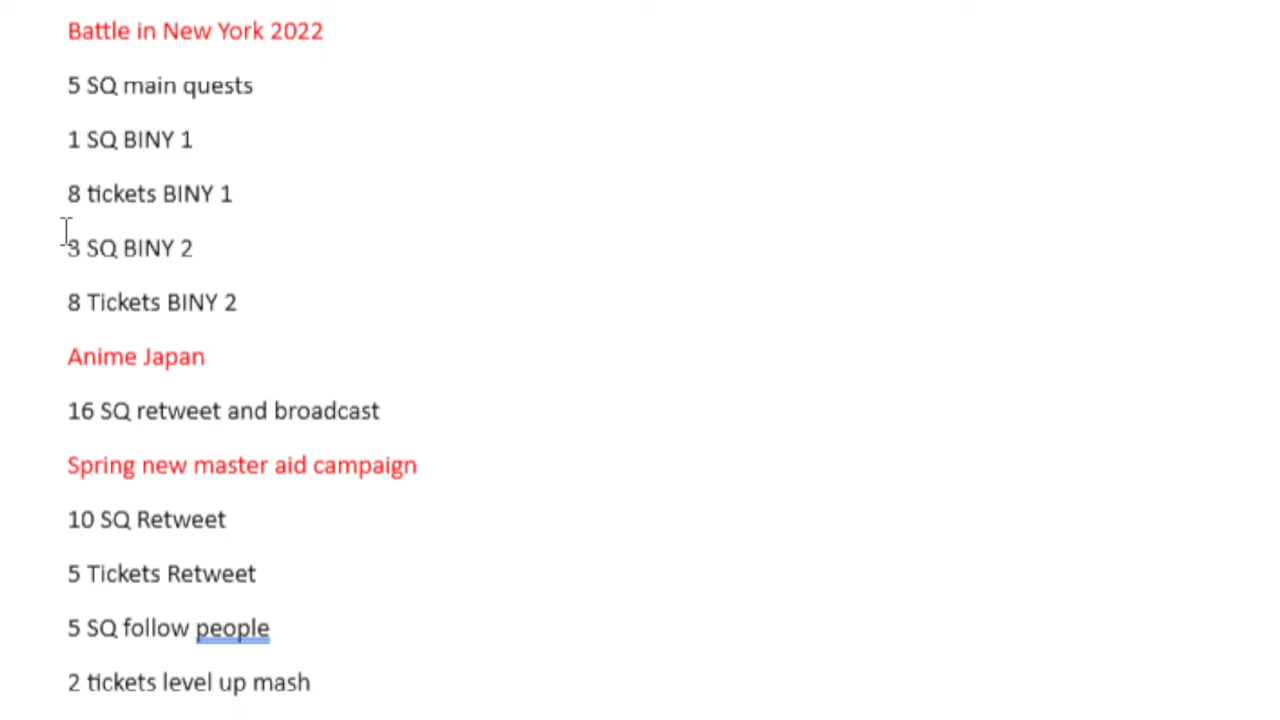 Battle in New York 2022
5 SQ main quests
1 SQ BINY 1
8 tickets BINY 1
3 SQ BINY 2
8 Tickets BINY 2
Anime Japan
16 SQ retweet and broadcast
Spring new master aid campaign
10 SQ Retweet
5 Tickets Retweet
5 SQ follow people
2 tickets level up mash